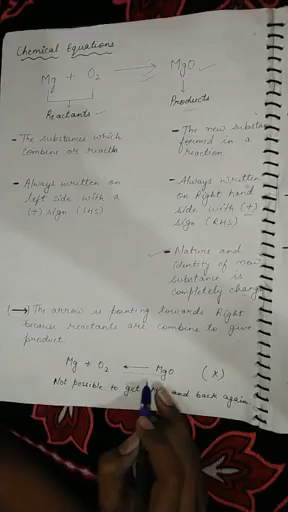 Chemical Equations
Mg + O2 → MgO
Reactants
Products
- The substances which
combine or reacts
- The new substan
formed in a
reaction.
- Always written on
left side with a
(+) sign (LHS)
- Always written
on Right hand
side with (+)
sign (RHS)
- Nature and
identity of new
substance is
completely chang
(→) The arrow is pointing towards Right
because reactants are combine to give
product
Mg + O2 ← MgO (x)
Not possible to get and back again